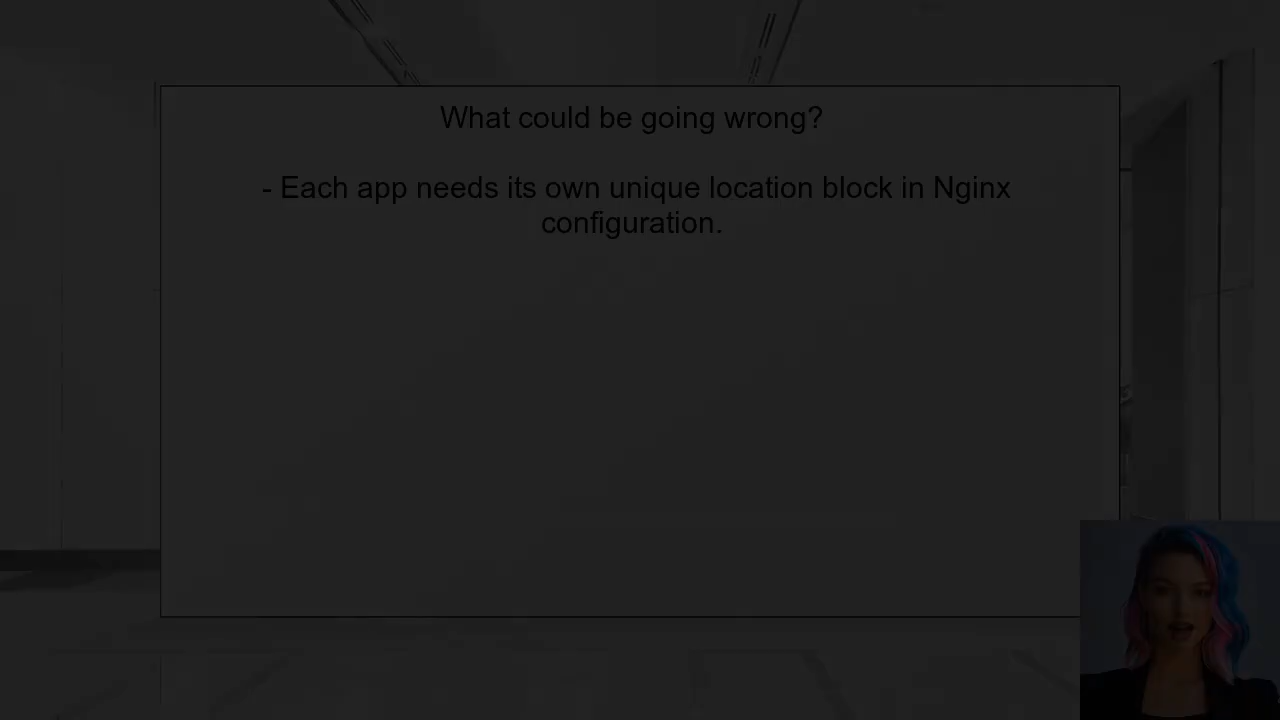 What could be going wrong?
- Each app needs its own unique location block in Nginx
configuration.